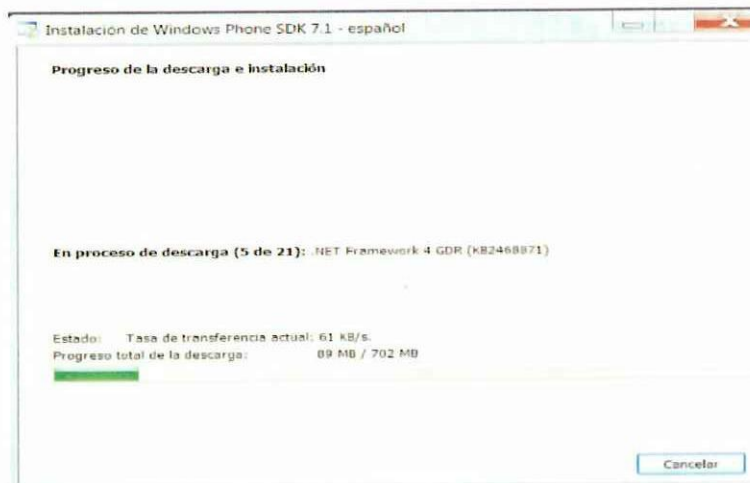 Instalación de Windows Phone SDK 7.1 - español
Progreso de la descarga e instalación
En proceso de descarga (5 de 21): .NET Framework 4 GDR (KB2468871)
Estado: Tasa de transferencia actual: 61 KB/s.
Progreso total de la descarga: 89 MB / 702 MB
Cancelar